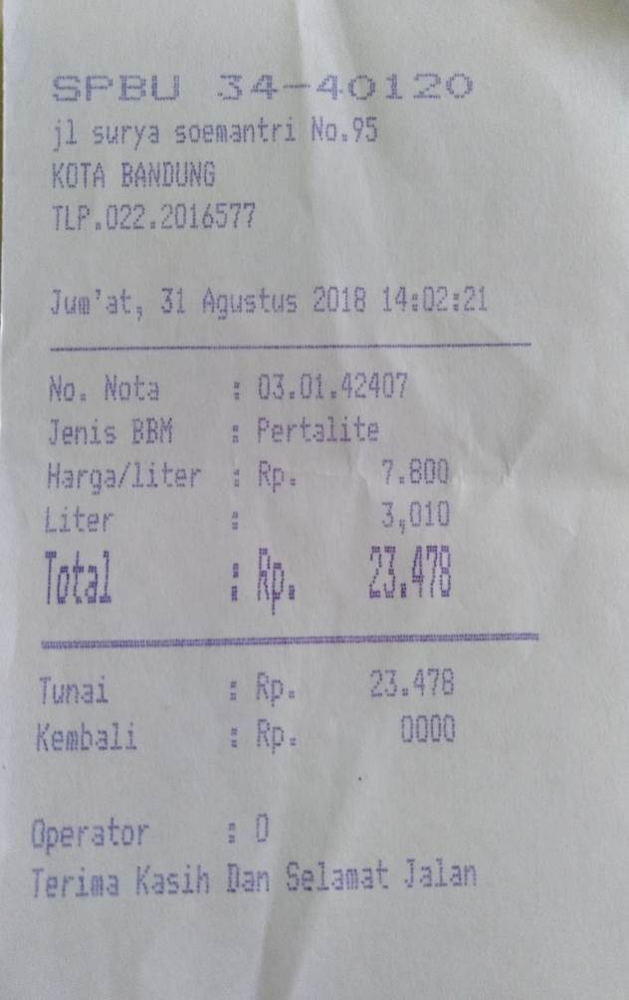 SPBU 34-40120
jl surya soemantri No.95
KOTA BANDUNG
TLP.022.2016577
Jum'at, 31 Agustus 2018 14:02:21
No. Nota : 03.01.42407
Jenis BBM : Pertalite
Harga/liter : Rp. 7.800
Liter : 3,010
Total : Rp. 23.478
Tunai : Rp. 23.478
Kembali : Rp. 0000
Operator : 0
Terima Kasih Dan Selamat Jalan